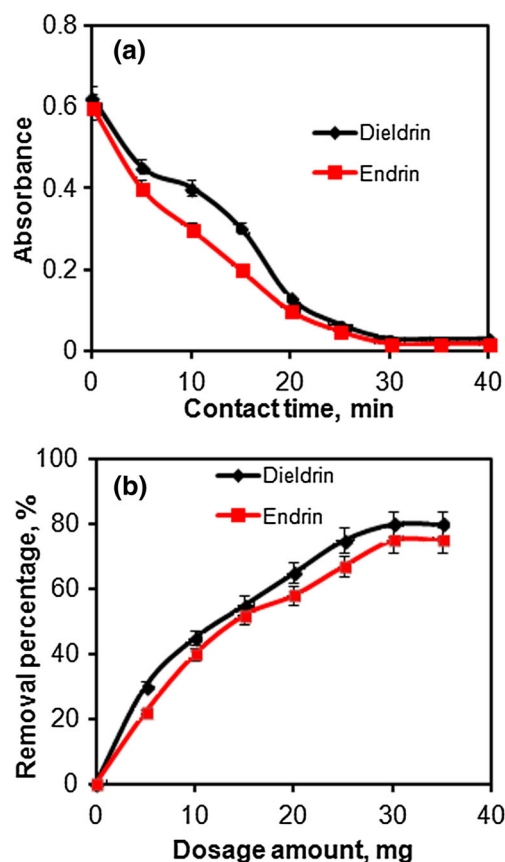 (a)
Absorbance
0.8
0.6
0.4
0.2
0
Dieldrin
Endrin
0 10 20 30 40
Contact time, min
(b)
Removal percentage, %
100
80
60
40
20
0
Dieldrin
Endrin
0 10 20 30 40
Dosage amount, mg